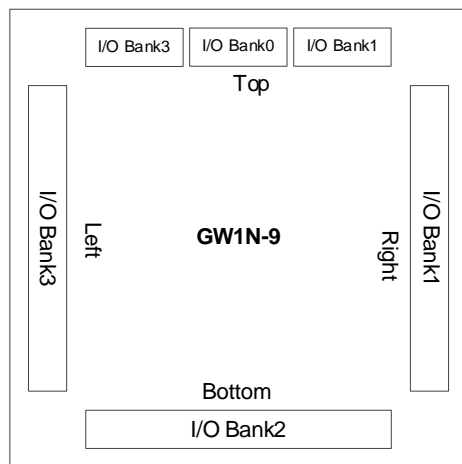 I/O Bank3 I/O Bank0 I/O Bank1
Top
I/O Bank3
Left
GW1N-9
Right
I/O Bank1
Bottom
I/O Bank2